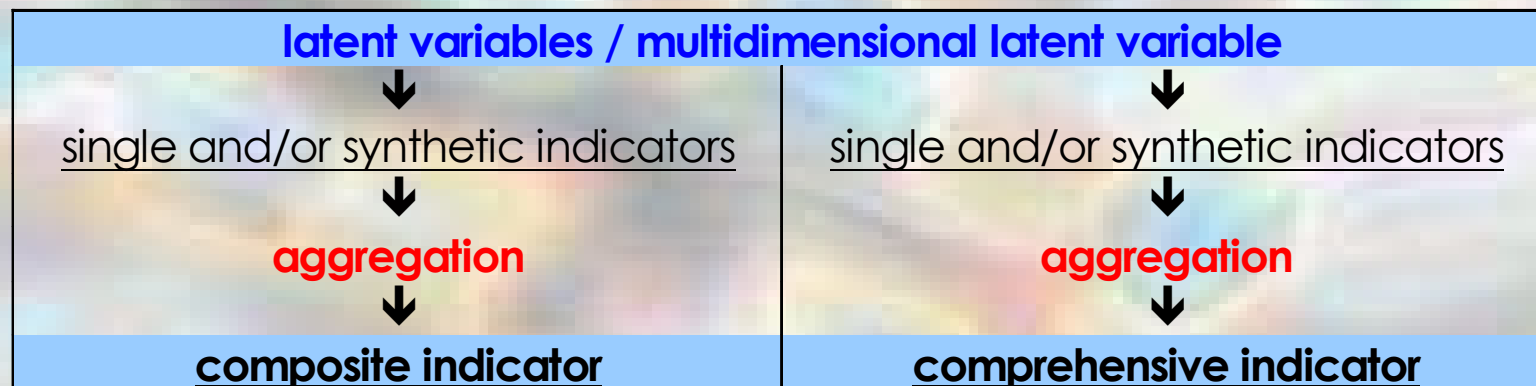 latent variables / multidimensional latent variable
↓
single and/or synthetic indicators
↓
aggregation
↓
composite indicator
↓
single and/or synthetic indicators
↓
aggregation
↓
comprehensive indicator